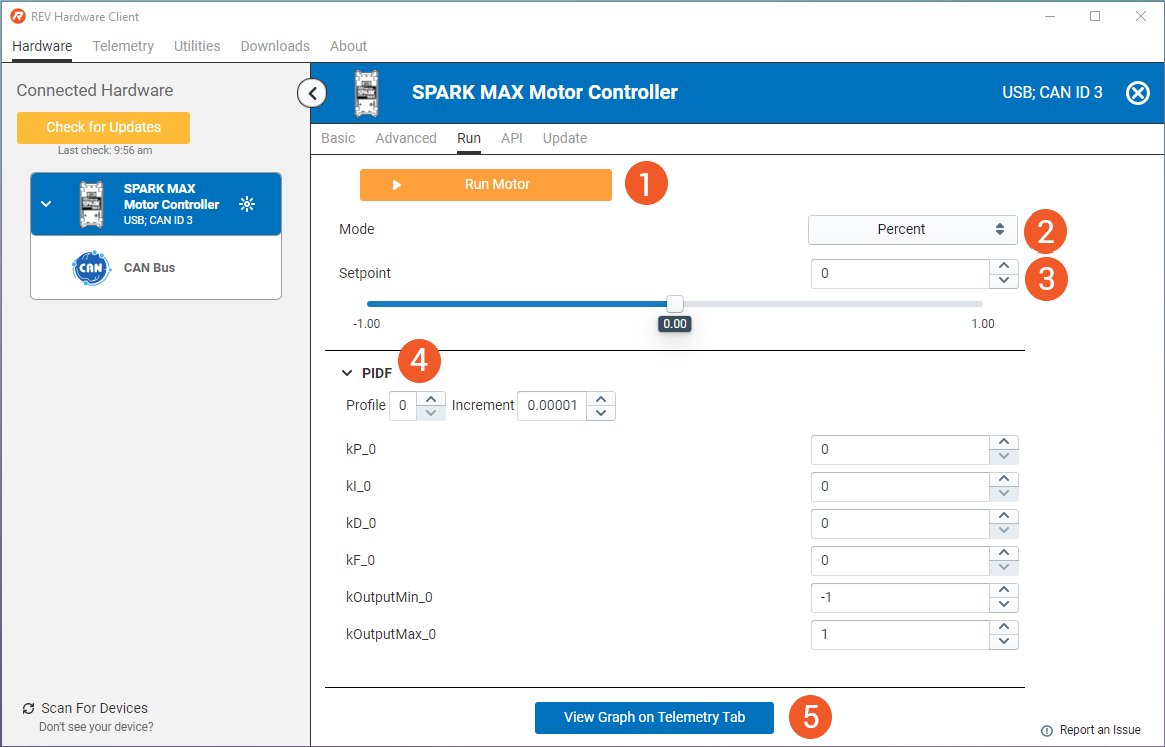 REV Hardware Client
Hardware Telemetry Utilities Downloads About
Connected Hardware
Check for Updates
Last check: 9:56 am
SPARK MAX
Motor Controller
USB; CAN ID 3
CAN
CAN Bus
Scan For Devices
Don't see your device?
SPARK MAX Motor Controller
USB; CAN ID 3
Basic Advanced Run API Update
Run Motor
1
Mode
Percent
2
Setpoint
0
3
-1.00
0.00
1.00
PIDF
4
Profile 0 Increment 0.00001
kP_0 0
kI_0 0
kD_0 0
kF_0 0
kOutputMin_0 -1
kOutputMax_0 1
View Graph on Telemetry Tab
5
Report an Issue